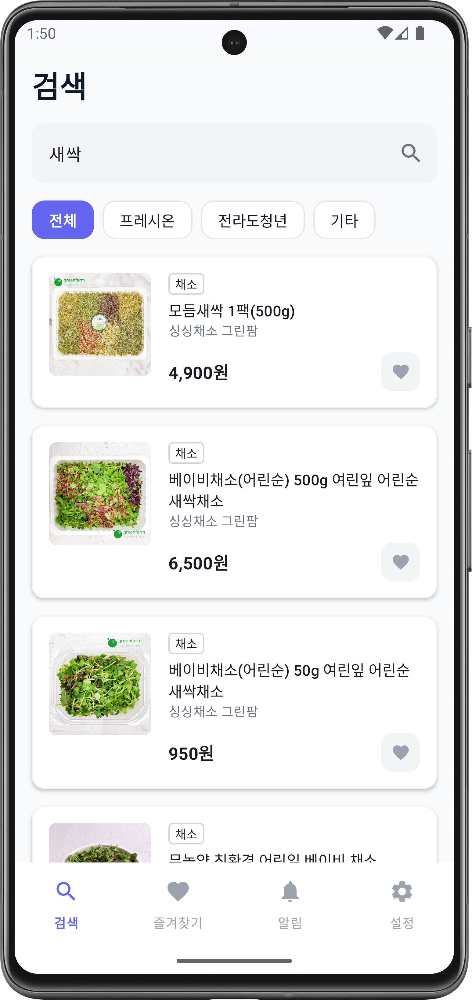 1:50
검색
새싹
전체
프레시온
전라도청년
기타
greenfarm
채소
모듬새싹 1팩(500g)
싱싱채소 그린팜
4,900원
채소
베이비채소(어린순) 500g 여린잎 어린순
새싹채소
싱싱채소 그린팜
greenfarm
6,500원
greenfarm
채소
베이비채소(어린순) 50g 여린잎 어린순
새싹채소
싱싱채소 그린팜
950원
채소
무농약 친환경 어린잎 베이비 채소
검색
즐겨찾기
알림
설정